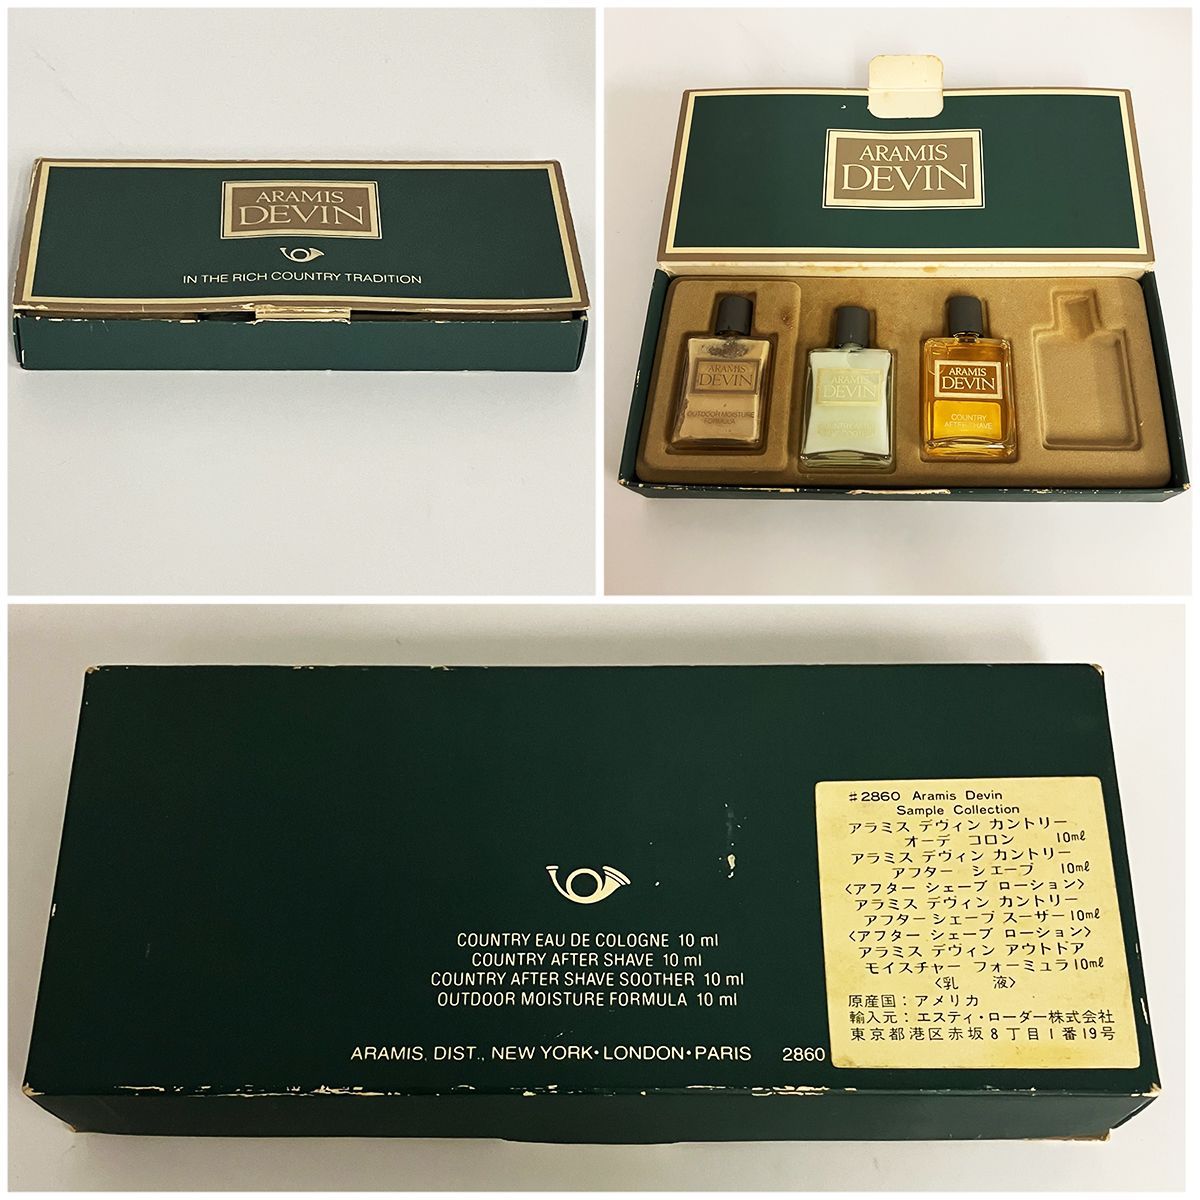 ARAMIS
DEVIN
IN THE RICH COUNTRY TRADITION
ARAMIS
DEVIN
ARAMIS
DEVIN
OUTDOOR MOISTURE
FORMULA
ARAMIS
DEVIN
COUNTRY AFTER
ARAMIS
DEVIN
COUNTRY
AFTER SHAVE
COUNTRY EAU DE COLOGNE 10 ml
COUNTRY AFTER SHAVE 10 ml
COUNTRY AFTER SHAVE SOOTHER 10 ml
OUTDOOR MOISTURE FORMULA 10 ml
ARAMIS, DIST., NEW YORK•LONDON•PARIS 2860
#2860 Aramis Devin
Sample Collection
アラミス デヴィン カントリー
オーデ コロン 10ml
アラミス デヴィン カントリー
アフター シェーブ 10ml
〈アフター シェーブ ローション〉
アラミス デヴィン カントリー
アフター シェーブ スーザー 10ml
〈アフター シェーブ ローション〉
アラミス デヴィン アウトドア
モイスチャー フォーミュラ 10ml
〈乳 液〉
原産国：アメリカ
輸入元：エスティ・ローダー株式会社
東京都港区赤坂8丁目1番19号